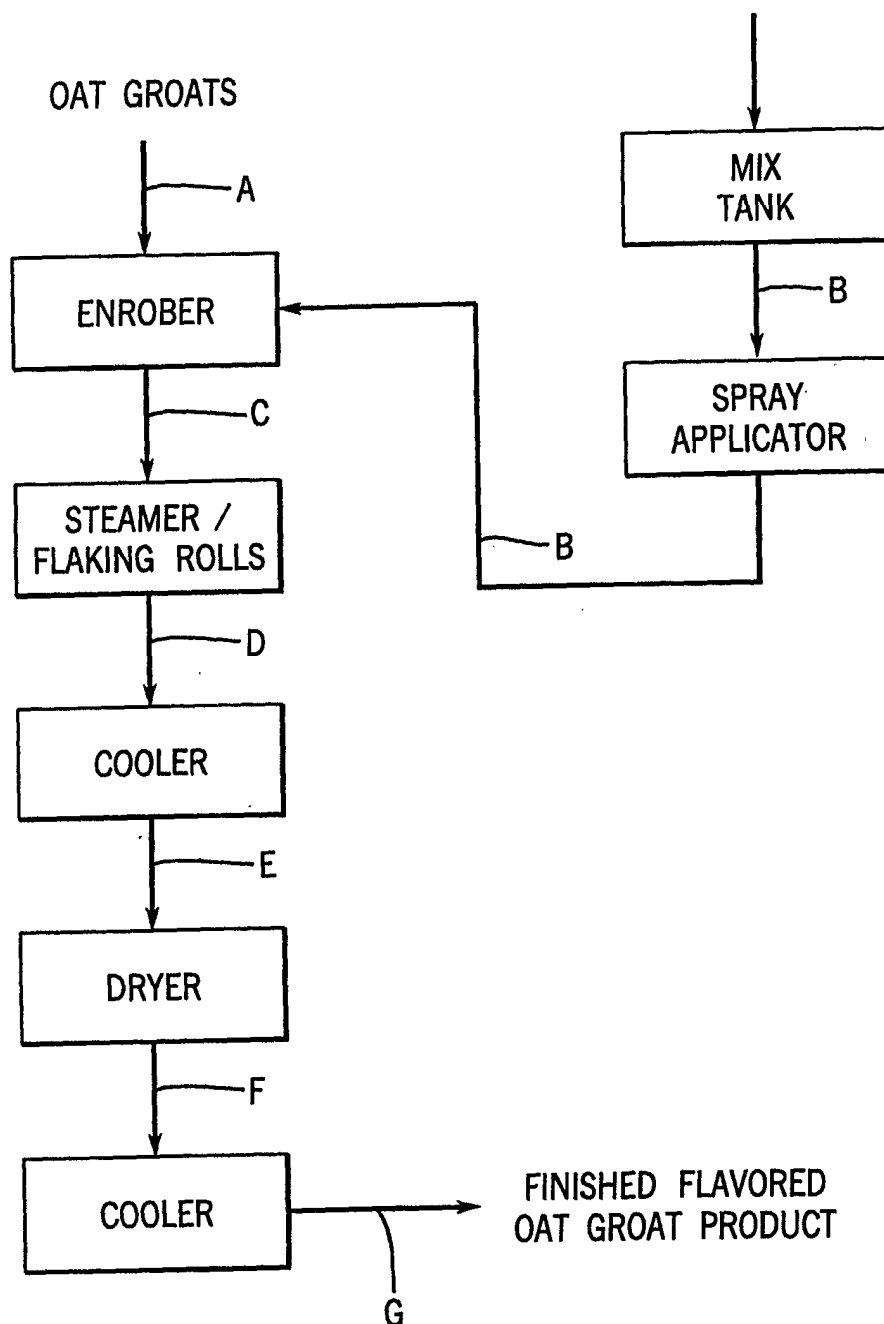 OAT GROATS
A
MIX
TANK
B
ENROBER
SPRAY
APPLICATOR
C
STEAMER /
FLAKING ROLLS
B
D
COOLER
E
DRYER
F
COOLER
FINISHED FLAVORED
OAT GROAT PRODUCT
G